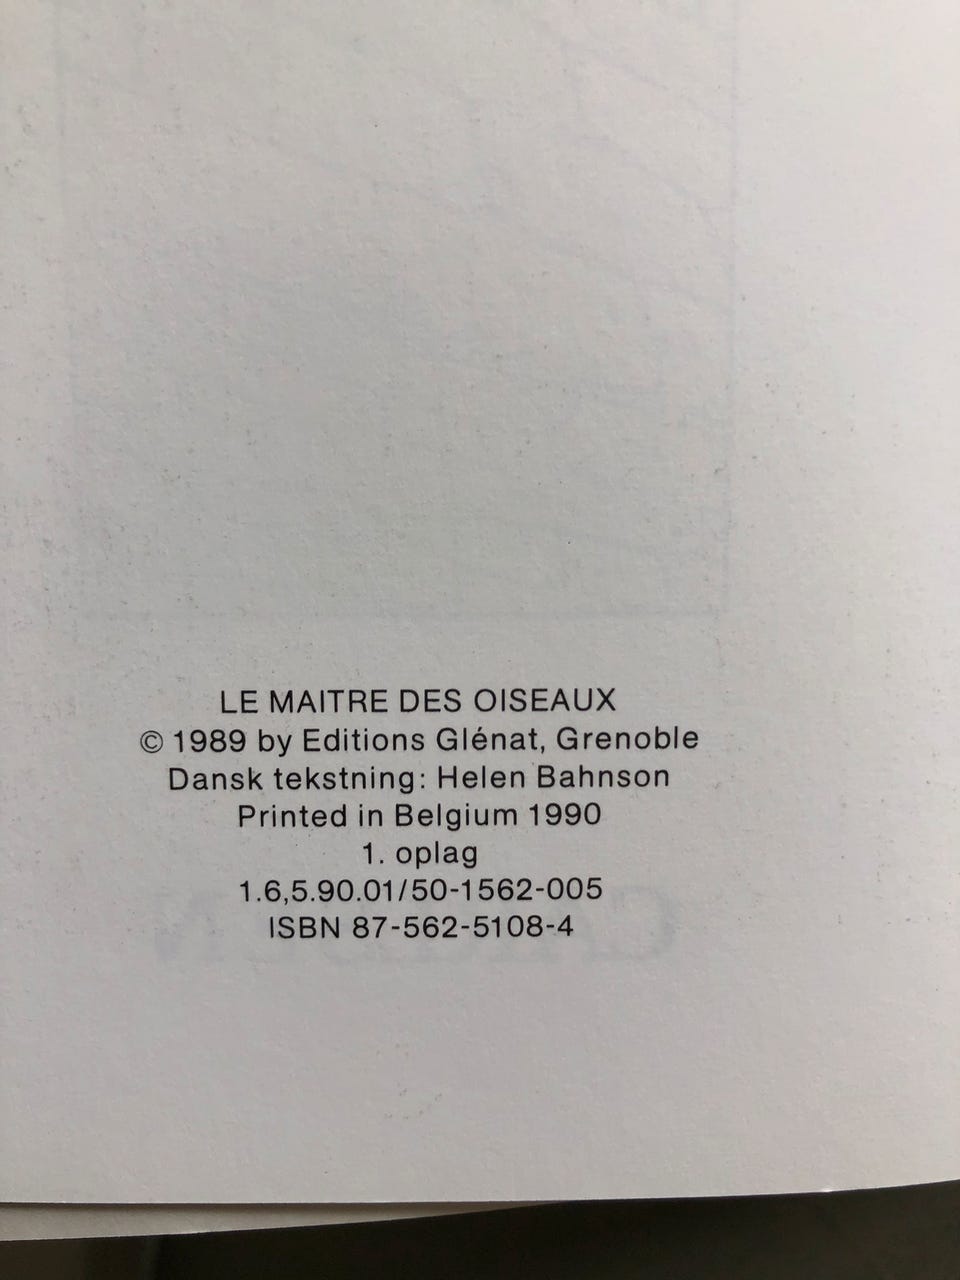 LE MAITRE DES OISEAUX
© 1989 by Editions Glénat, Grenoble
Dansk tekstning: Helen Bahnson
Printed in Belgium 1990
1. oplag
1.6,5.90.01/50-1562-005
ISBN 87-562-5108-4